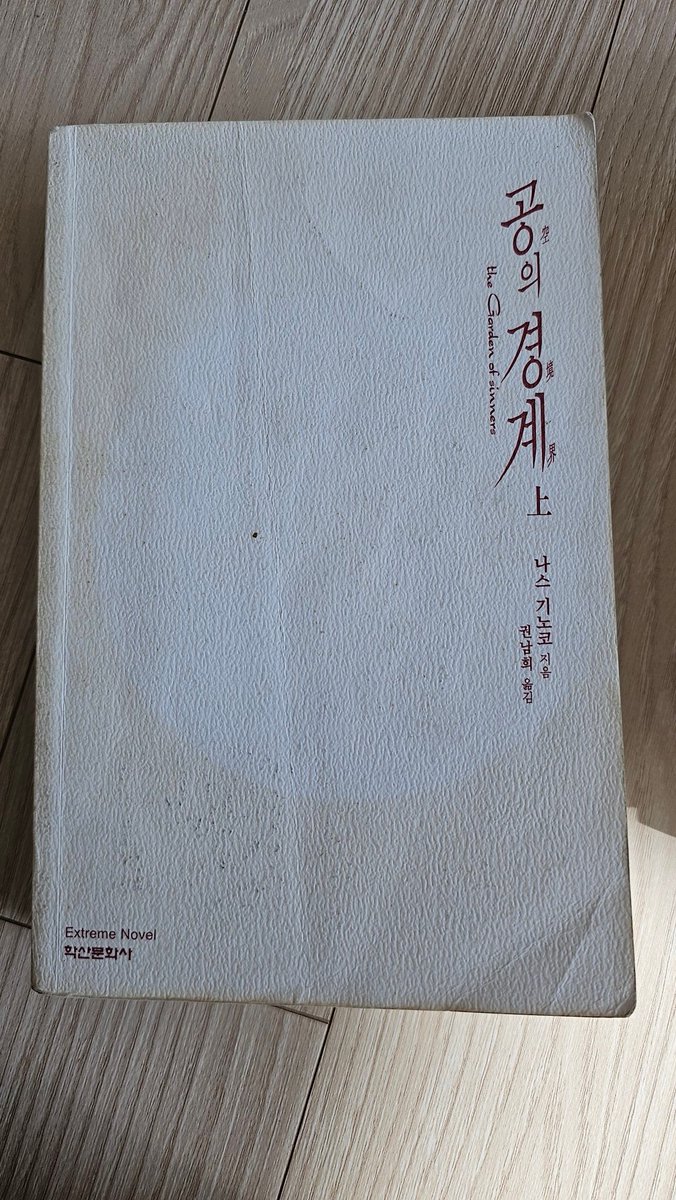 공의 경계 上
空 境 界
the Garden of sinners
나스 기노코 지음
권남희 옮김
Extreme Novel
학산문화사